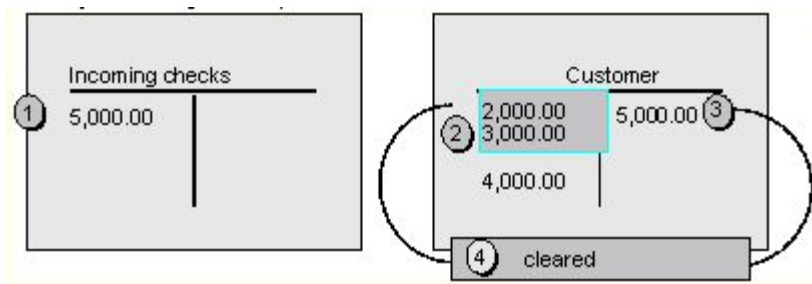 Incoming checks
1 5,000.00
Customer
2,000.00 5,000.00 3
2 3,000.00
4,000.00
4 cleared